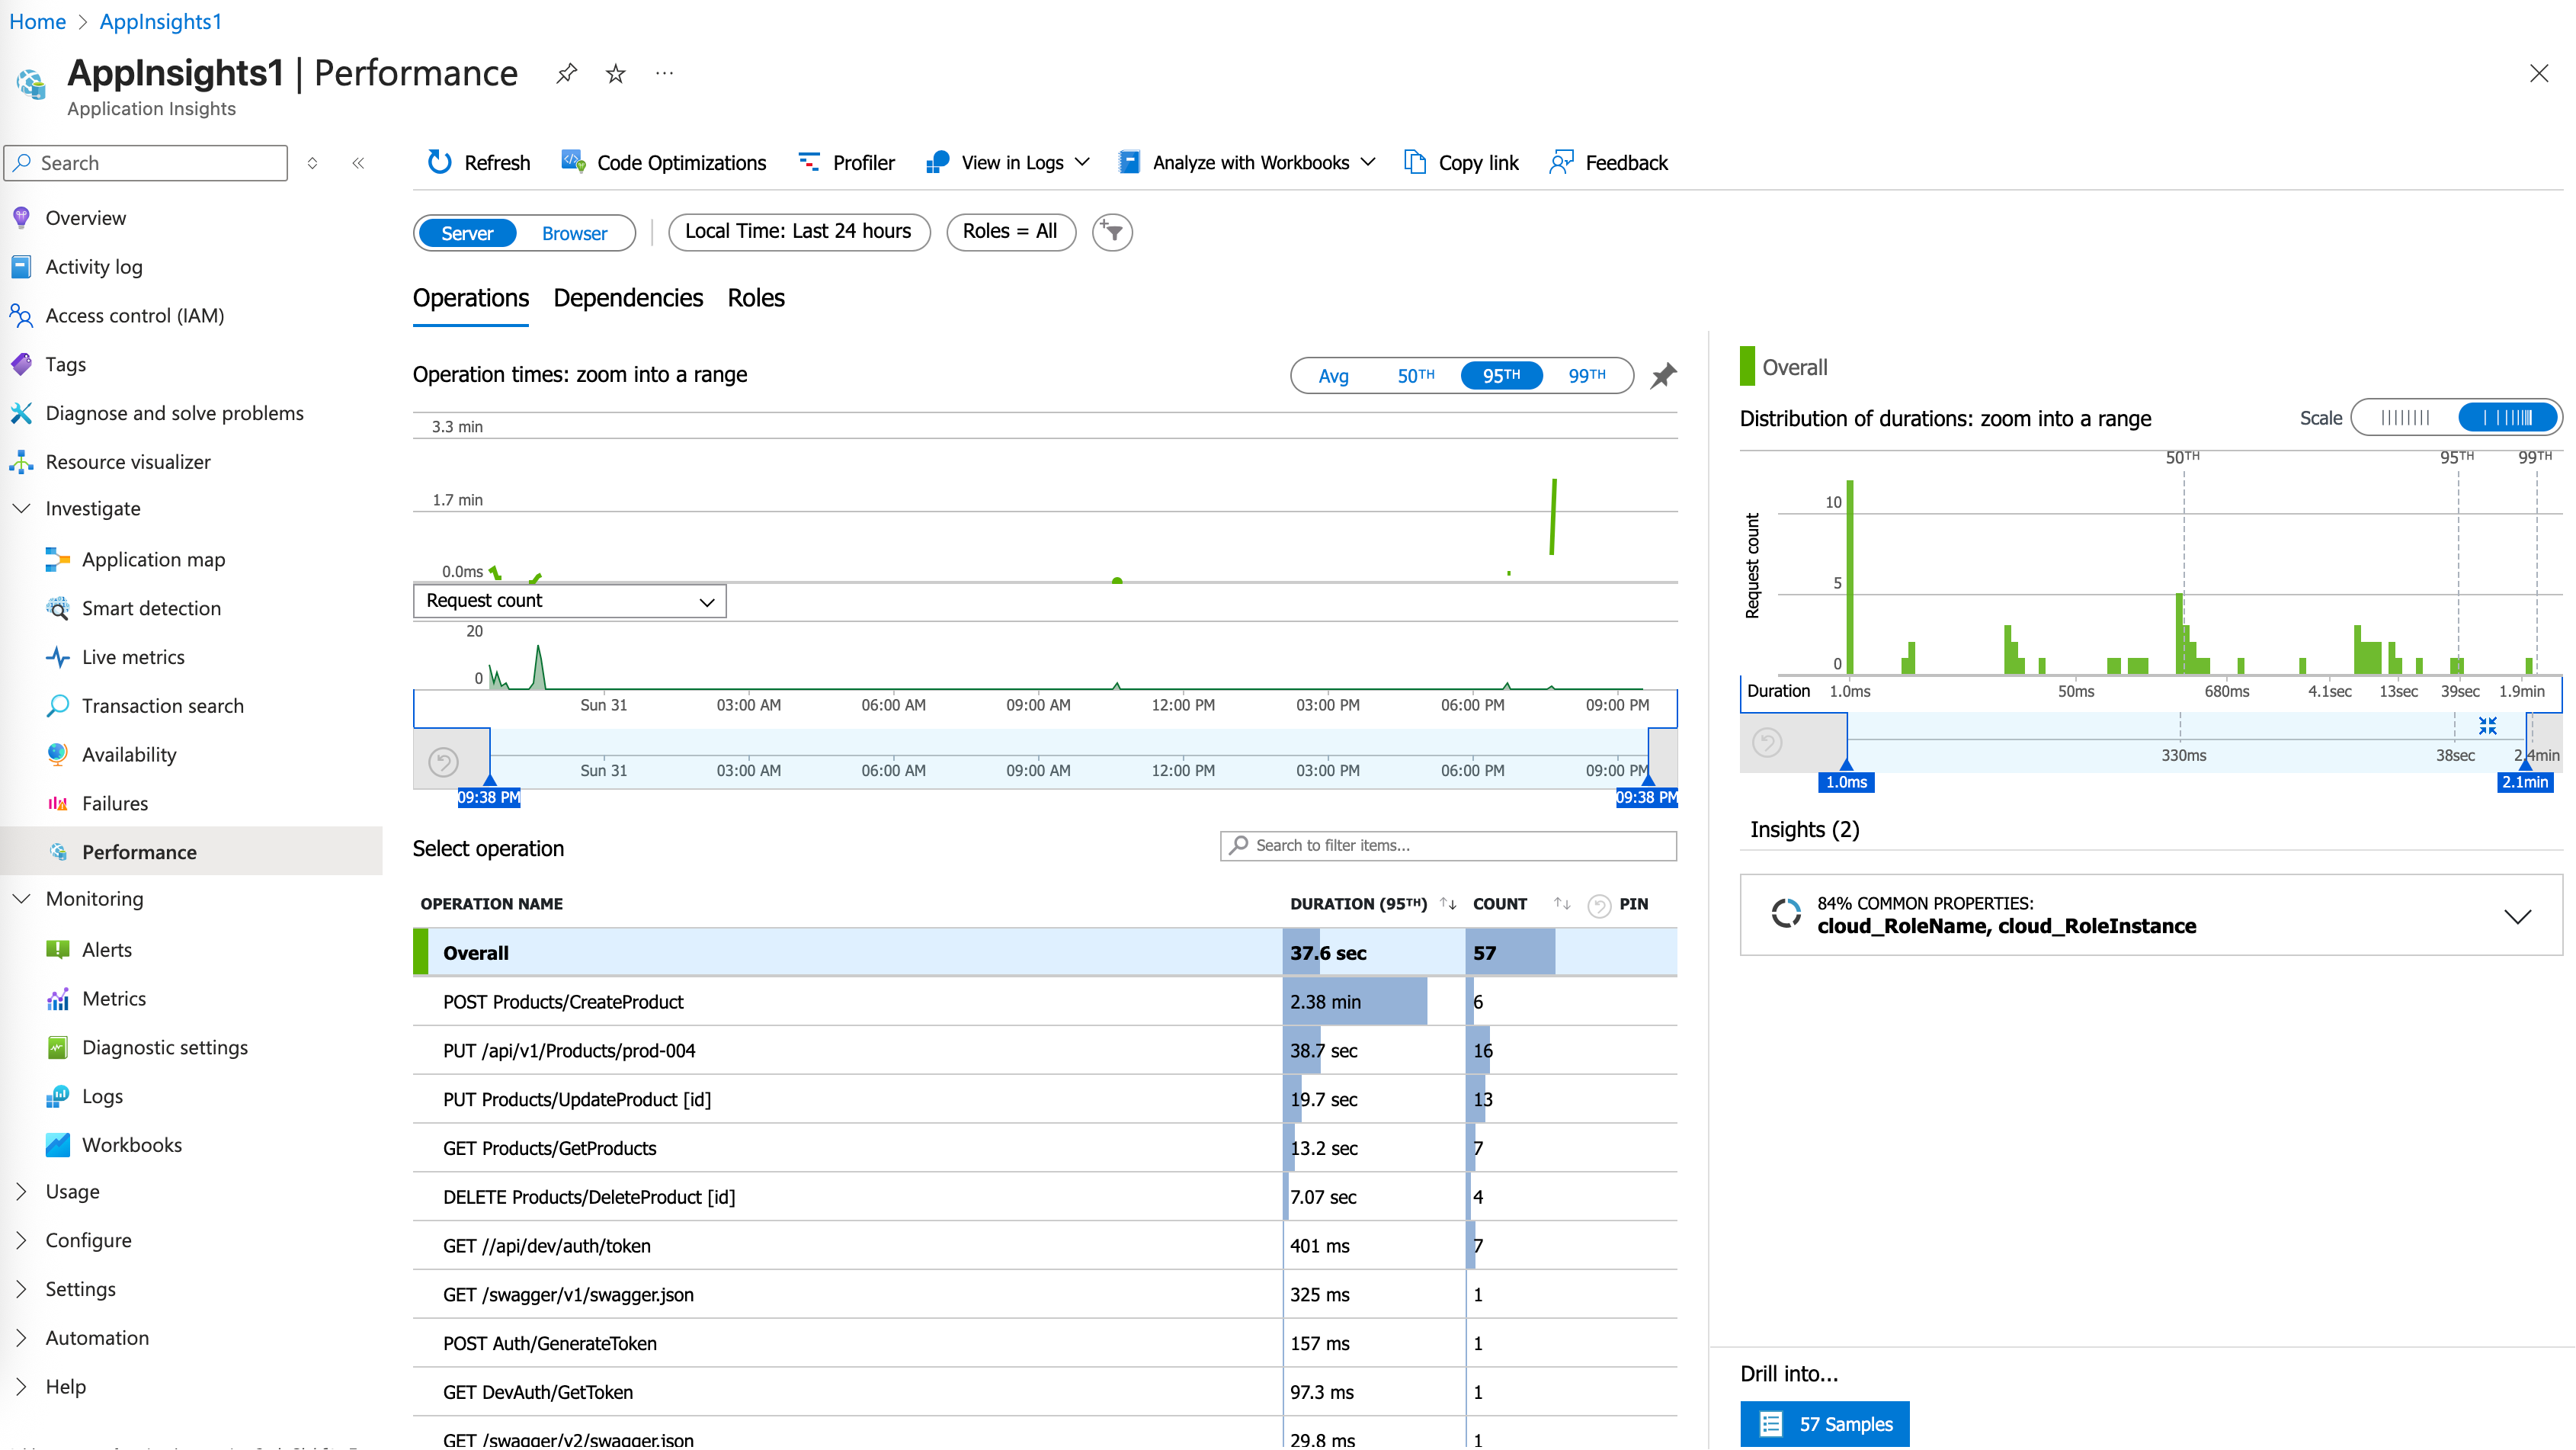 Home > AppInsights1
AppInsights1 | Performance
Application Insights
Search
Overview
Activity log
Access control (IAM)
Tags
Diagnose and solve problems
Resource visualizer
Investigate
Application map
Smart detection
Live metrics
Transaction search
Availability
Failures
Performance
Monitoring
Alerts
Metrics
Diagnostic settings
Logs
Workbooks
Usage
Configure
Settings
Automation
Help
Refresh Code Optimizations Profiler View in Logs Analyze with Workbooks Copy link Feedback
Server Browser Local Time: Last 24 hours Roles = All
Operations Dependencies Roles
Operation times: zoom into a range Avg 50TH 95TH 99TH
3.3 min
1.7 min
0.0ms
Request count
20
0
Sun 31 03:00 AM 06:00 AM 09:00 AM 12:00 PM 03:00 PM 06:00 PM 09:00 PM
Sun 31 03:00 AM 06:00 AM 09:00 AM 12:00 PM 03:00 PM 06:00 PM 09:00 PM
09:38 PM 09:38 PM
Select operation Search to filter items...
OPERATION NAME DURATION (95TH) COUNT PIN
Overall 37.6 sec 57
POST Products/CreateProduct 2.38 min 6
PUT /api/v1/Products/prod-004 38.7 sec 16
PUT Products/UpdateProduct [id] 19.7 sec 13
GET Products/GetProducts 13.2 sec 7
DELETE Products/DeleteProduct [id] 7.07 sec 4
GET //api/dev/auth/token 401 ms 7
GET /swagger/v1/swagger.json 325 ms 1
POST Auth/GenerateToken 157 ms 1
GET DevAuth/GetToken 97.3 ms 1
GET /swagger/v2/swagger.json 29.8 ms 1
Overall
Distribution of durations: zoom into a range Scale
50TH 95TH 99TH
Request count
10
5
0
Duration 1.0ms 50ms 680ms 4.1sec 13sec 39sec 1.9min
330ms 38sec 2.4min
1.0ms 2.1min
Insights (2)
84% COMMON PROPERTIES:
cloud_RoleName, cloud_RoleInstance
Drill into...
57 Samples